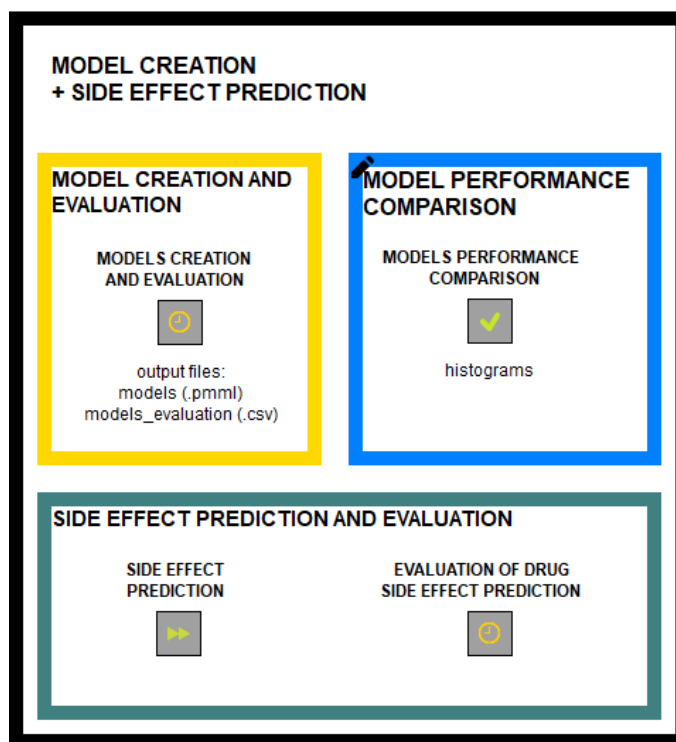 MODEL CREATION
+ SIDE EFFECT PREDICTION
MODEL CREATION AND
EVALUATION
MODELS CREATION
AND EVALUATION
output files:
models (.pmml)
models_evaluation (.csv)
MODEL PERFORMANCE
COMPARISON
MODELS PERFORMANCE
COMPARISON
histograms
SIDE EFFECT PREDICTION AND EVALUATION
SIDE EFFECT
PREDICTION
EVALUATION OF DRUG
SIDE EFFECT PREDICTION